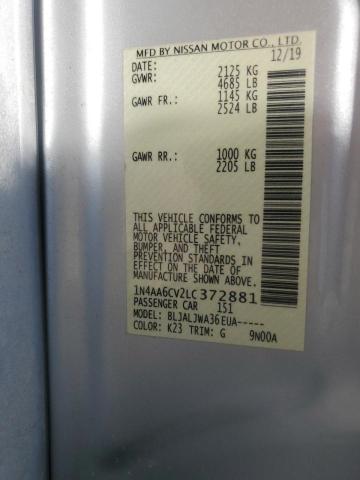 MFD BY NISSAN MOTOR CO., LTD.
DATE: 12/19
GVWR: 2125 KG
4685 LB
GAWR FR.: 1145 KG
2524 LB
GAWR RR.: 1000 KG
2205 LB
THIS VEHICLE CONFORMS TO
ALL APPLICABLE FEDERAL
MOTOR VEHICLE SAFETY,
BUMPER, AND THEFT
PREVENTION STANDARDS IN
EFFECT ON THE DATE OF
MANUFACTURE SHOWN ABOVE.
1N4AA6CV2LC372881
PASSENGER CAR 151
MODEL: BLJALJWA36EUA-----
COLOR: K23 TRIM: G 9N00A